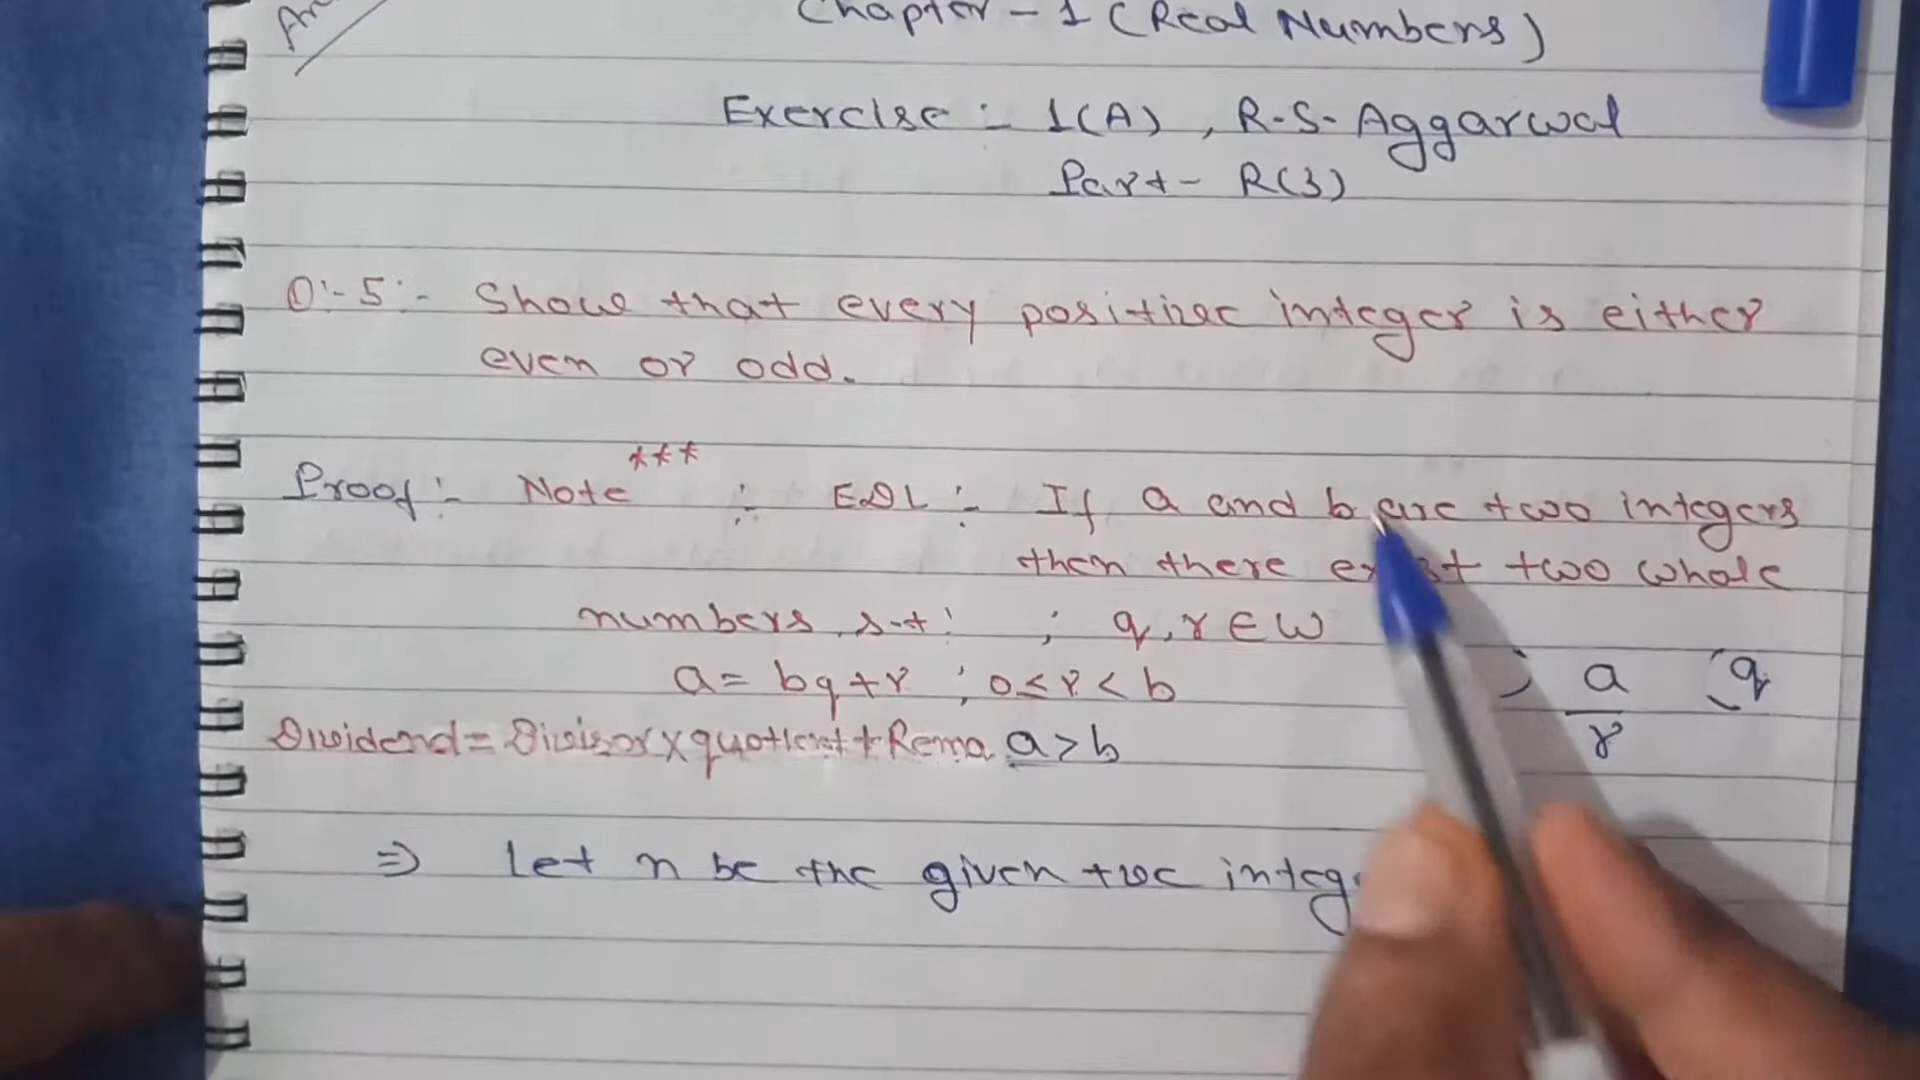 Chapter - 1 (Real Numbers)
Exercise :- 1(A), R-S-Aggarwal
Part - R(3)
Q:- 5:- Show that every positive integer is either
even or odd.
Proof:- Note *** :- EDL :- If a and b are two integers
then there exist two whole
numbers s.t. ; q, r ∈ W
a = bq + r ; 0 ≤ r < b
Dividend = Divisor × quotient + Rema a > b
) a (q
r
⇒ Let n be the given +ve